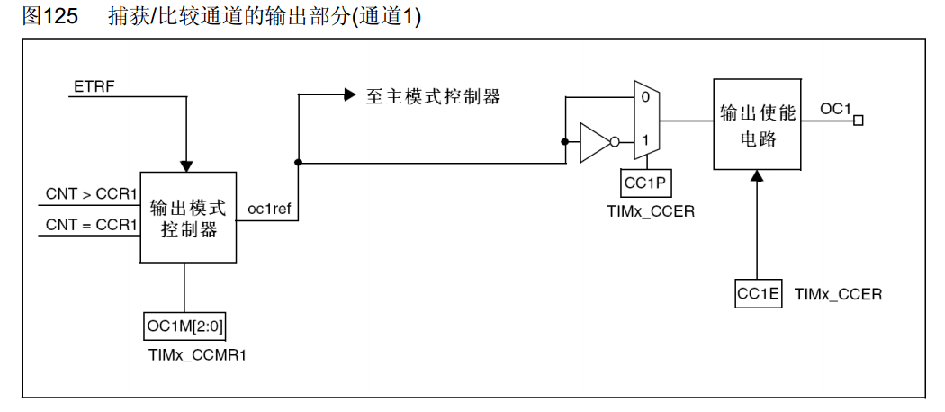 图125 捕获/比较通道的输出部分(通道1)
ETRF
至主模式控制器
0
输出使能
电路
OC1
CNT > CCR1
CNT = CCR1
输出模式
控制器
oc1ref
1
CC1P
TIMx_CCER
CC1E
TIMx_CCER
OC1M[2:0]
TIMx_CCMR1